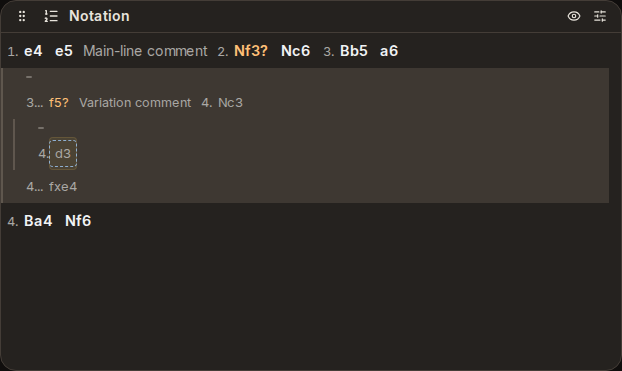 Notation
1. e4 e5 Main-line comment 2. Nf3? Nc6 3. Bb5 a6
–
3... f5? Variation comment 4. Nc3
–
4. d3
4... fxe4
4. Ba4 Nf6